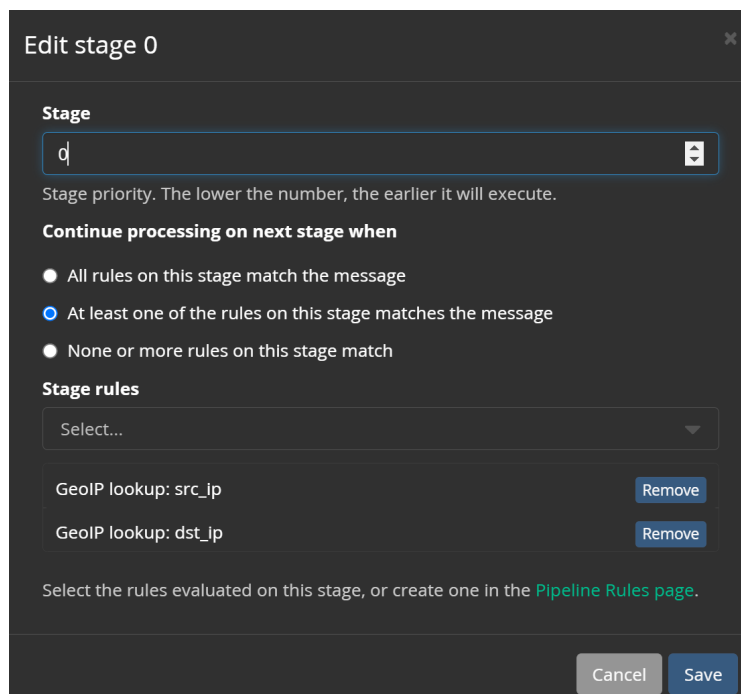 Edit stage 0
×
Stage
0
Stage priority. The lower the number, the earlier it will execute.
Continue processing on next stage when
All rules on this stage match the message
At least one of the rules on this stage matches the message
None or more rules on this stage match
Stage rules
Select...
GeoIP lookup: src_ip Remove
GeoIP lookup: dst_ip Remove
Select the rules evaluated on this stage, or create one in the Pipeline Rules page.
Cancel Save